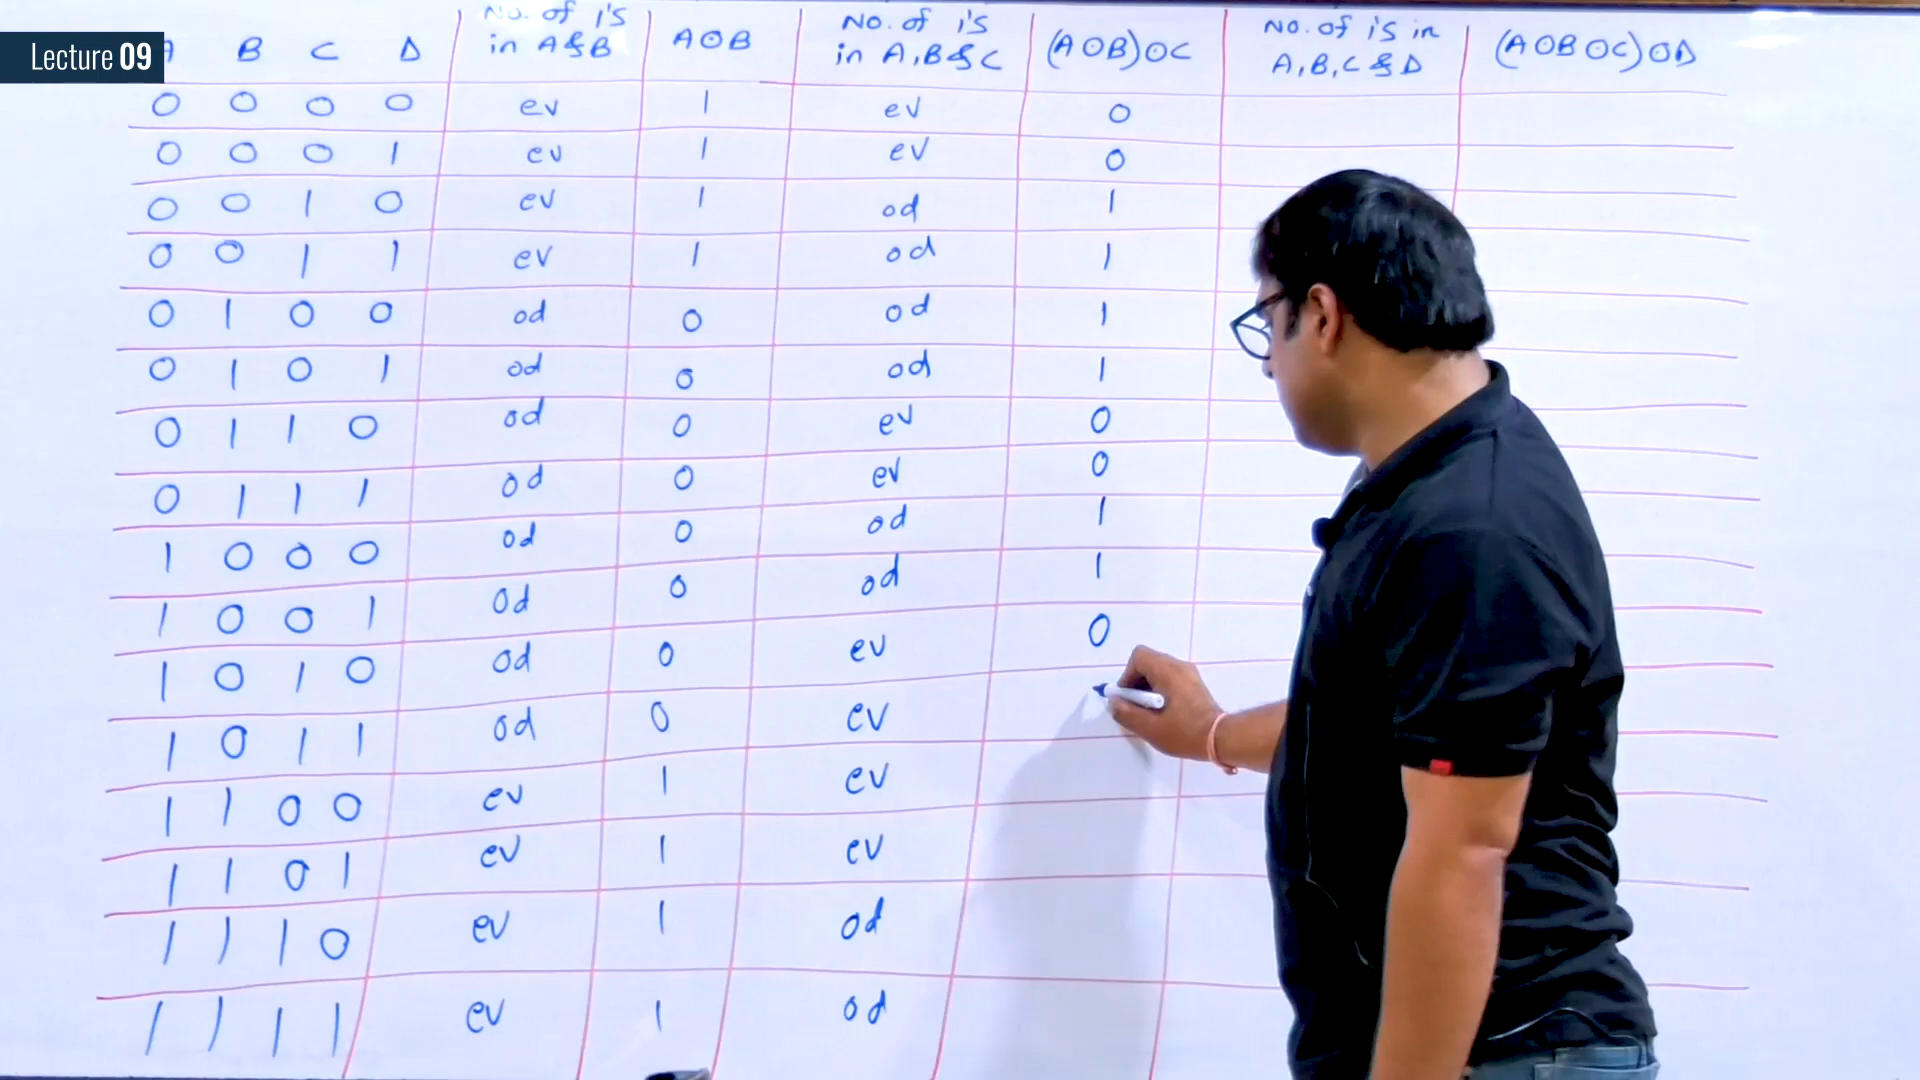 Lecture 09
A B C D No. of 1's in A&B A⊙B No. of 1's in A,B&C (A⊙B)⊙C No. of 1's in A,B,C&D (A⊙B⊙C)⊙D
0 0 0 0 ev 1 ev 0
0 0 0 1 ev 1 ev 0
0 0 1 0 ev 1 od 1
0 0 1 1 ev 1 od 1
0 1 0 0 od 0 od 1
0 1 0 1 od 0 od 1
0 1 1 0 od 0 ev 0
0 1 1 1 od 0 ev 0
1 0 0 0 od 0 od 1
1 0 0 1 od 0 od 1
1 0 1 0 od 0 ev 0
1 0 1 1 od 0 ev
1 1 0 0 ev 1 ev
1 1 0 1 ev 1 ev
1 1 1 0 ev 1 od
1 1 1 1 ev 1 od